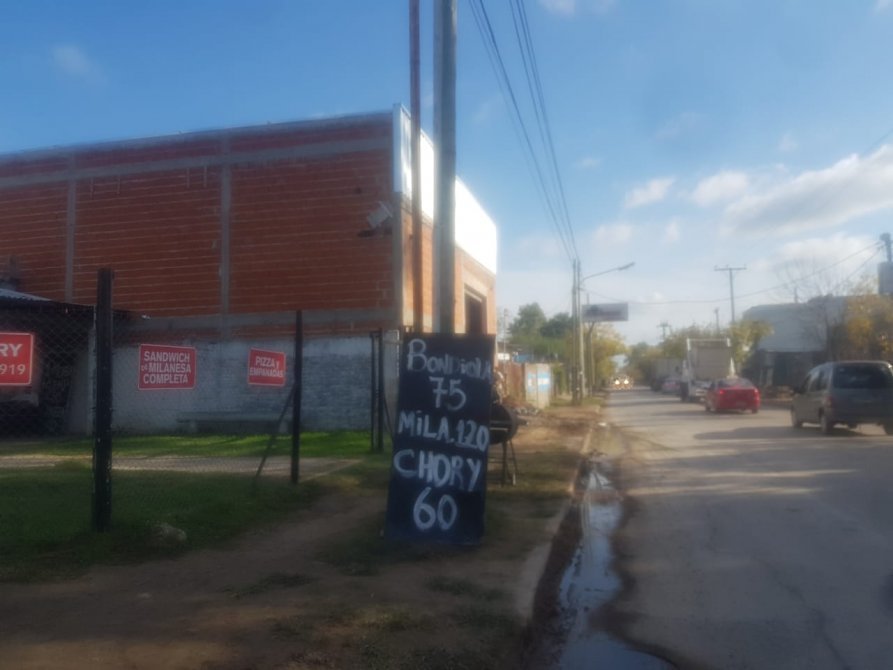 RY
919
SANDWICH
DE MILANESA
COMPLETA
PIZZA Y
EMPANADAS
BONDIOLA
75
MILA.120
CHORY
60